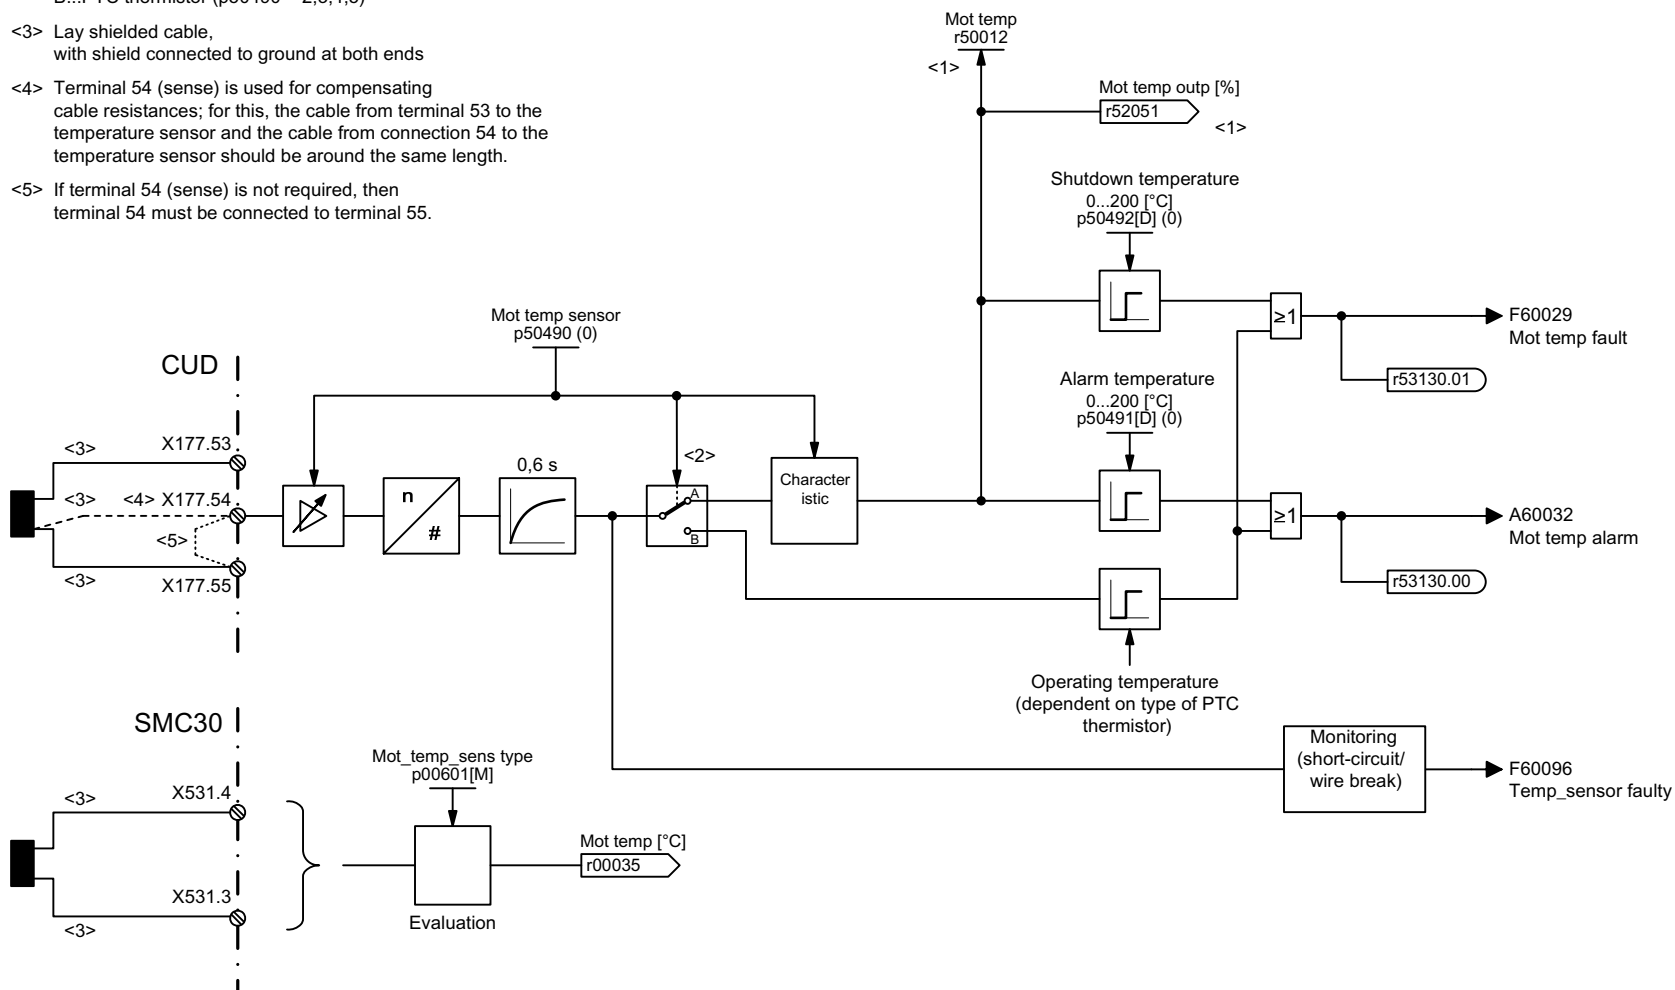 <3> Lay shielded cable,
with shield connected to ground at both ends
<4> Terminal 54 (sense) is used for compensating
cable resistances; for this, the cable from terminal 53 to the
temperature sensor and the cable from connection 54 to the
temperature sensor should be around the same length.
<5> If terminal 54 (sense) is not required, then
terminal 54 must be connected to terminal 55.
Mot temp
r50012
<1>
Mot temp outp [%]
r52051
<1>
Shutdown temperature
0...200 [°C]
p50492[D] (0)
≥1
F60029
Mot temp fault
r53130.01
Alarm temperature
0...200 [°C]
p50491[D] (0)
≥1
A60032
Mot temp alarm
r53130.00
Mot temp sensor
p50490 (0)
CUD
<3>
X177.53
<3>
<4>
X177.54
<5>
<3>
X177.55
n
#
0,6 s
<2>
A
B
Character
istic
Operating temperature
(dependent on type of PTC
thermistor)
Monitoring
(short-circuit/
wire break)
F60096
Temp_sensor faulty
SMC30
<3>
X531.4
X531.3
<3>
Mot_temp_sens type
p00601[M]
Evaluation
Mot temp [°C]
r00035